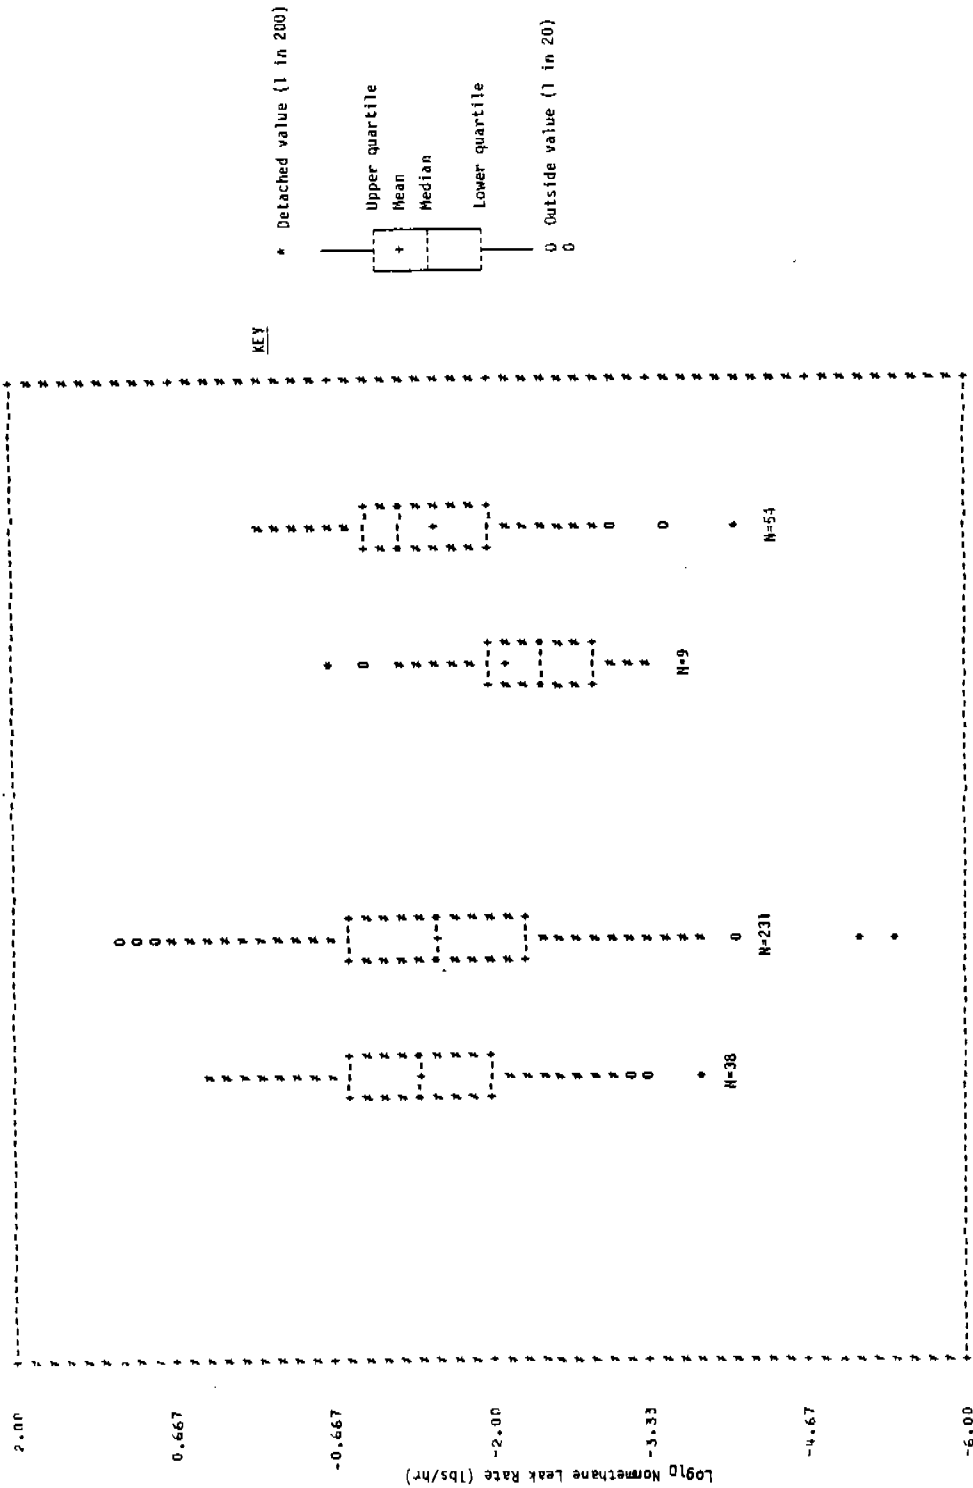 * Detached value (1 in 200)
Upper quartile
Mean
Median
Lower quartile
0 Outside value (1 in 20)
0
KEY
2.00
0.667
-0.667
-2.00
-3.33
-4.67
-6.00
Log10 Nonmethane Leak Rate (lbs/hr)
N=38
N=231
N=9
N=54